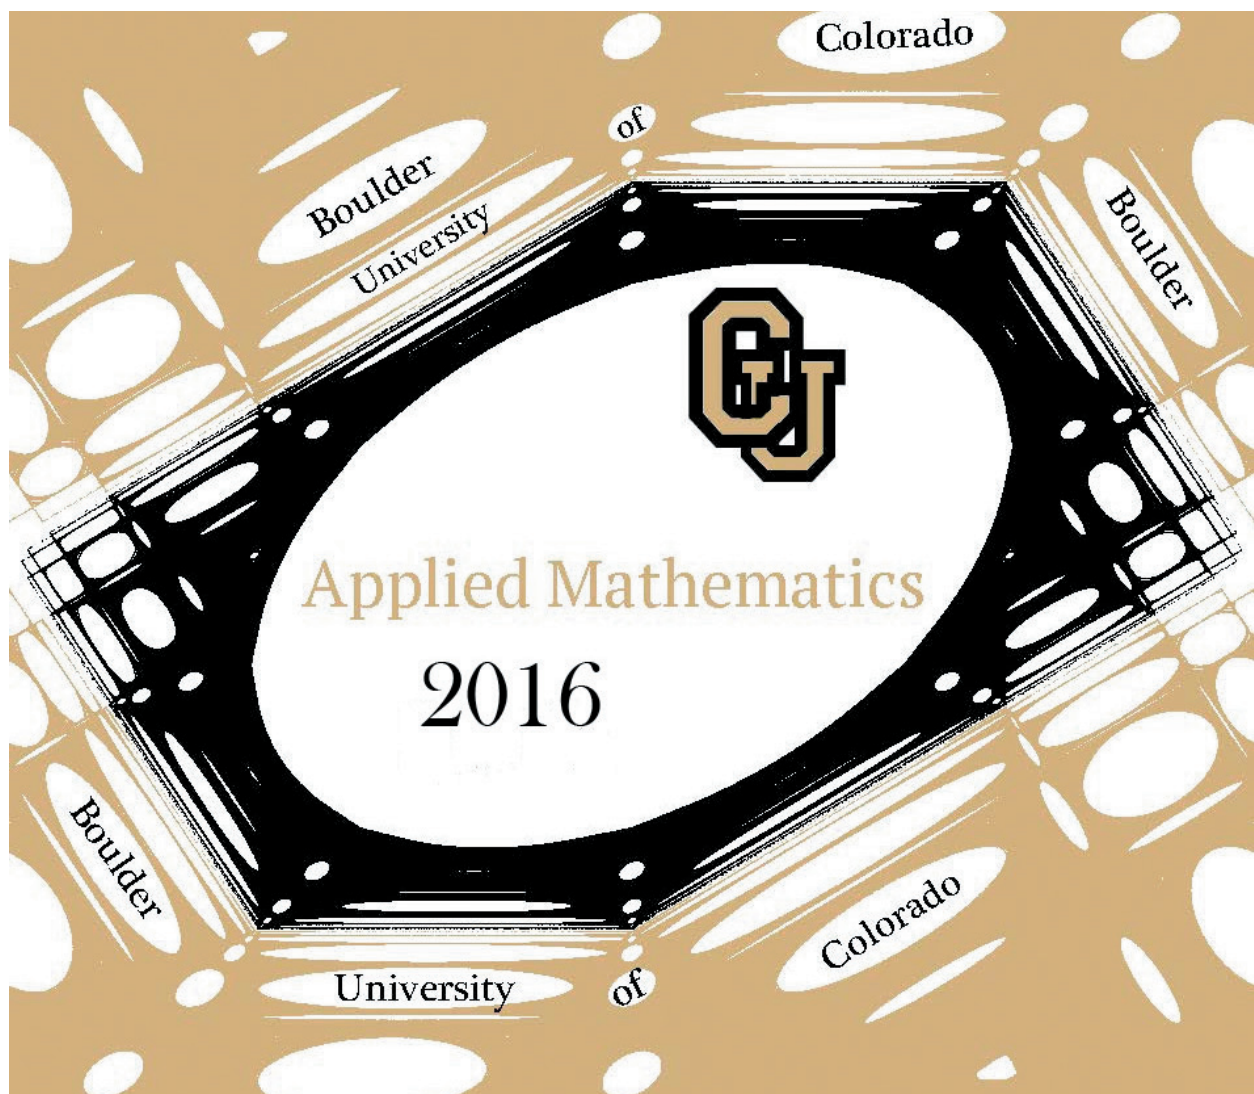 Colorado
of
Boulder
University
Boulder
CU
Applied Mathematics
2016
Boulder
Colorado
University of